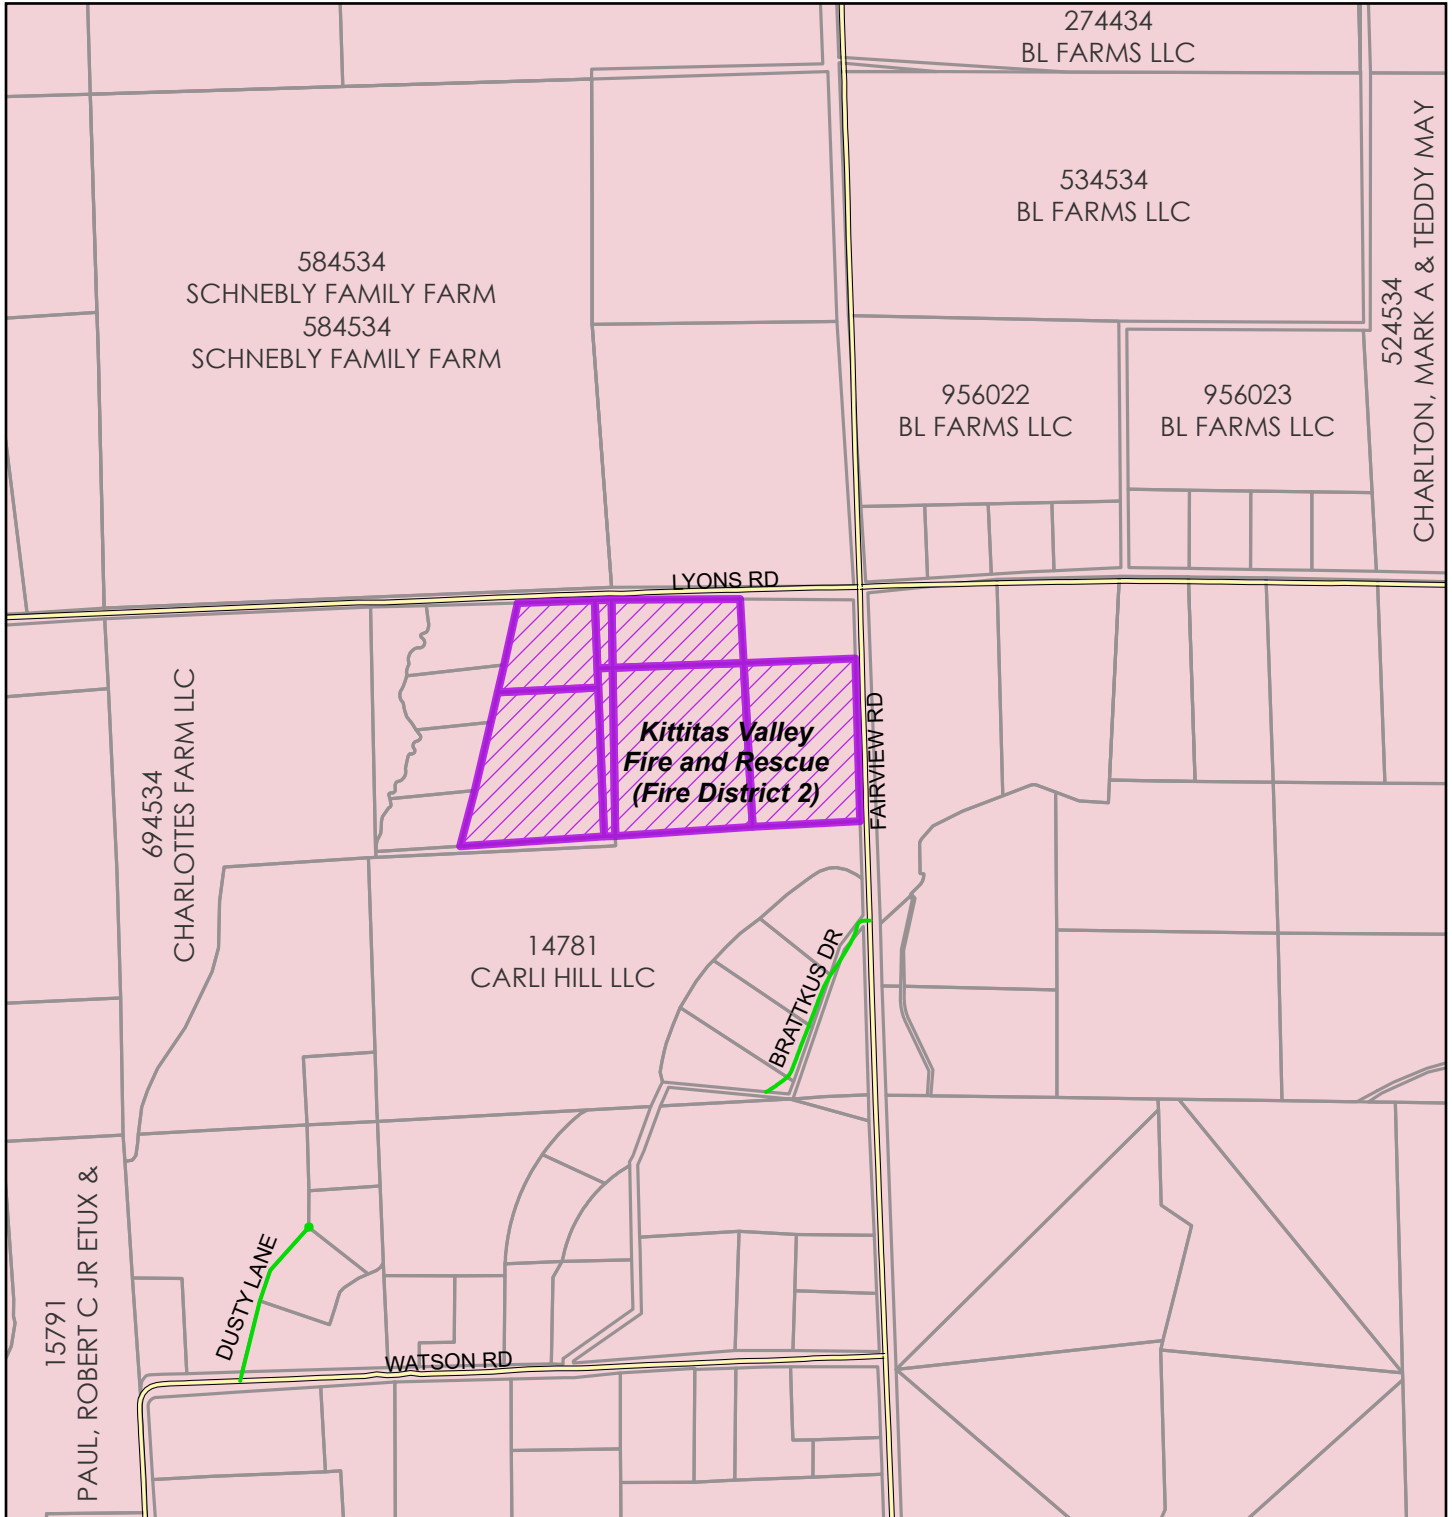 274434
BL FARMS LLC
534534
BL FARMS LLC
524534
CHARLTON, MARK A & TEDDY MAY
584534
SCHNEBLY FAMILY FARM
584534
SCHNEBLY FAMILY FARM
956022
BL FARMS LLC
956023
BL FARMS LLC
LYONS RD
694534
CHARLOTTES FARM LLC
Kittitas Valley
Fire and Rescue
(Fire District 2)
FAIRVIEW RD
14781
CARLI HILL LLC
BRATTKUS DR
15791
PAUL, ROBERT C JR ETUX &
DUSTY LANE
WATSON RD